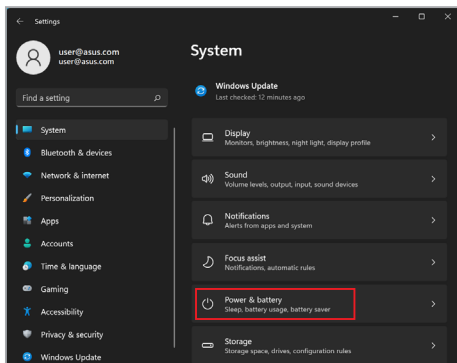 Settings
user@asus.com
user@asus.com
Find a setting
System
Bluetooth & devices
Network & internet
Personalization
Apps
Accounts
Time & language
Gaming
Accessibility
Privacy & security
Windows Update
System
Windows Update
Last checked: 12 minutes ago
Display
Monitors, brightness, night light, display profile
Sound
Volume levels, output, input, sound devices
Notifications
Alerts from apps and system
Focus assist
Notifications, automatic rules
Power & battery
Sleep, battery usage, battery saver
Storage
Storage space, drives, configuration rules